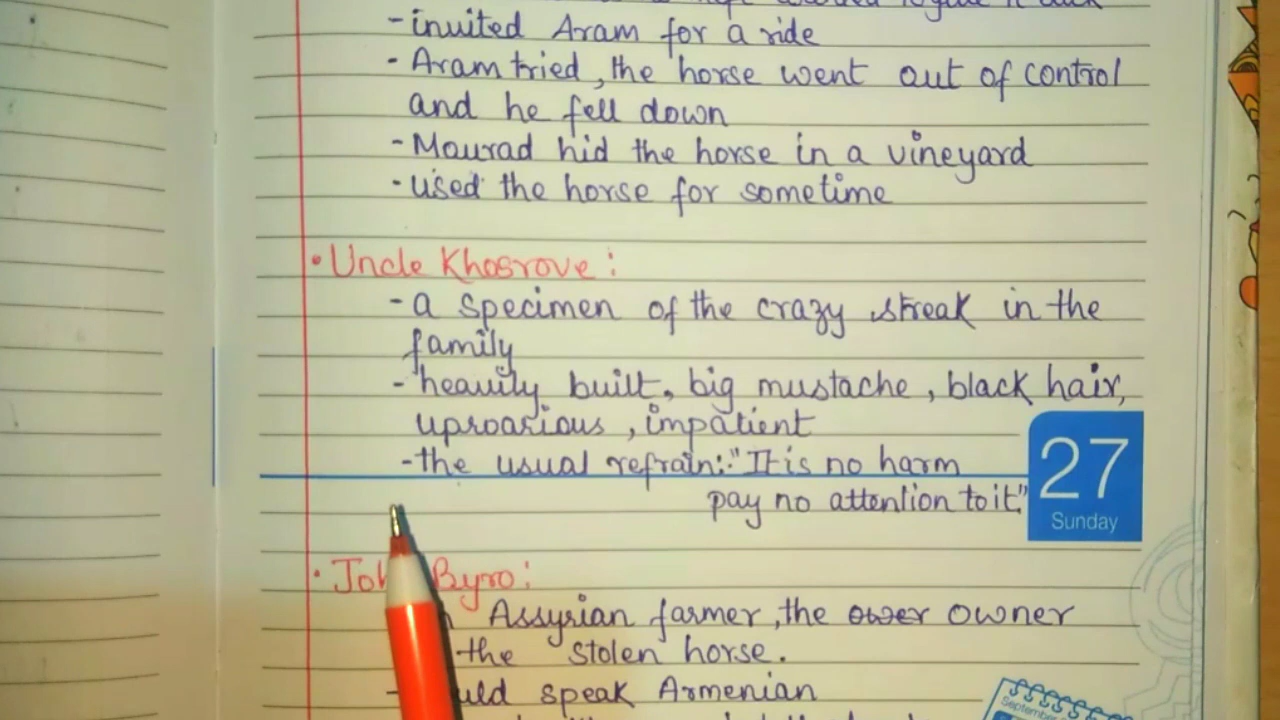 -invited Aram for a ride
-Aram tried, the horse went out of control
and he fell down
-Mourad hid the horse in a vineyard
-used the horse for sometime
• Uncle Khosrove:
-a specimen of the crazy streak in the
family
-heavily built, big mustache, black hair,
uproarious, impatient
-the usual refrain:-"It is no harm
pay no attention to it."
27
Sunday
• Byro:
Assyrian farmer, the ower owner
the stolen horse.
speak Armenian
September